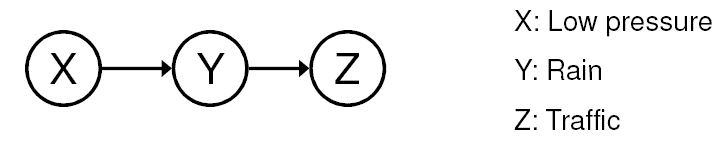 X Y Z
X: Low pressure
Y: Rain
Z: Traffic